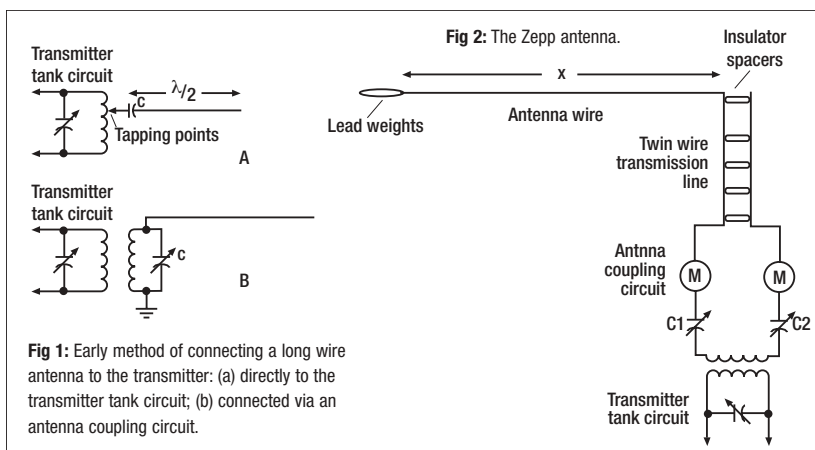 Transmitter
tank circuit
λ/2
C
Tapping points
A
Transmitter
tank circuit
C
B
Fig 1: Early method of connecting a long wire
antenna to the transmitter: (a) directly to the
transmitter tank circuit; (b) connected via an
antenna coupling circuit.
Fig 2: The Zepp antenna.
Insulator
spacers
x
Lead weights
Antenna wire
Twin wire
transmission
line
Antnna
coupling
circuit
M
M
C1
C2
Transmitter
tank circuit